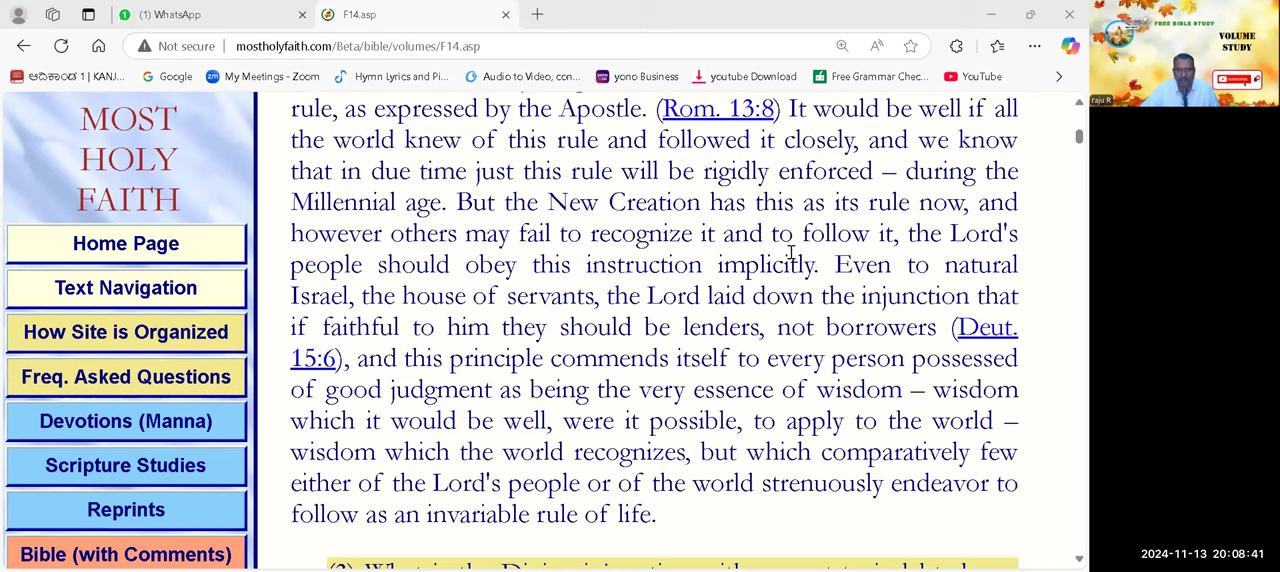 (1) WhatsApp
F14.asp
Not secure
mostholyfaith.com/Beta/bible/volumes/F14.asp
ಆದಿಕಾಂಡ 1 | KANJ...
Google
My Meetings - Zoom
Hymn Lyrics and Pi...
Audio to Video, con...
yono Business
youtube Download
Free Grammar Chec...
YouTube
MOST
HOLY
FAITH
Home Page
Text Navigation
How Site is Organized
Freq. Asked Questions
Devotions (Manna)
Scripture Studies
Reprints
Bible (with Comments)
rule, as expressed by the Apostle. (Rom. 13:8) It would be well if all
the world knew of this rule and followed it closely, and we know
that in due time just this rule will be rigidly enforced – during the
Millennial age. But the New Creation has this as its rule now, and
however others may fail to recognize it and to follow it, the Lord's
people should obey this instruction implicitly. Even to natural
Israel, the house of servants, the Lord laid down the injunction that
if faithful to him they should be lenders, not borrowers (Deut.
15:6), and this principle commends itself to every person possessed
of good judgment as being the very essence of wisdom – wisdom
which it would be well, were it possible, to apply to the world –
wisdom which the world recognizes, but which comparatively few
either of the Lord's people or of the world strenuously endeavor to
follow as an invariable rule of life.
FREE BIBLE STUDY
VOLUME
STUDY
raju R
2024-11-13 20:08:41